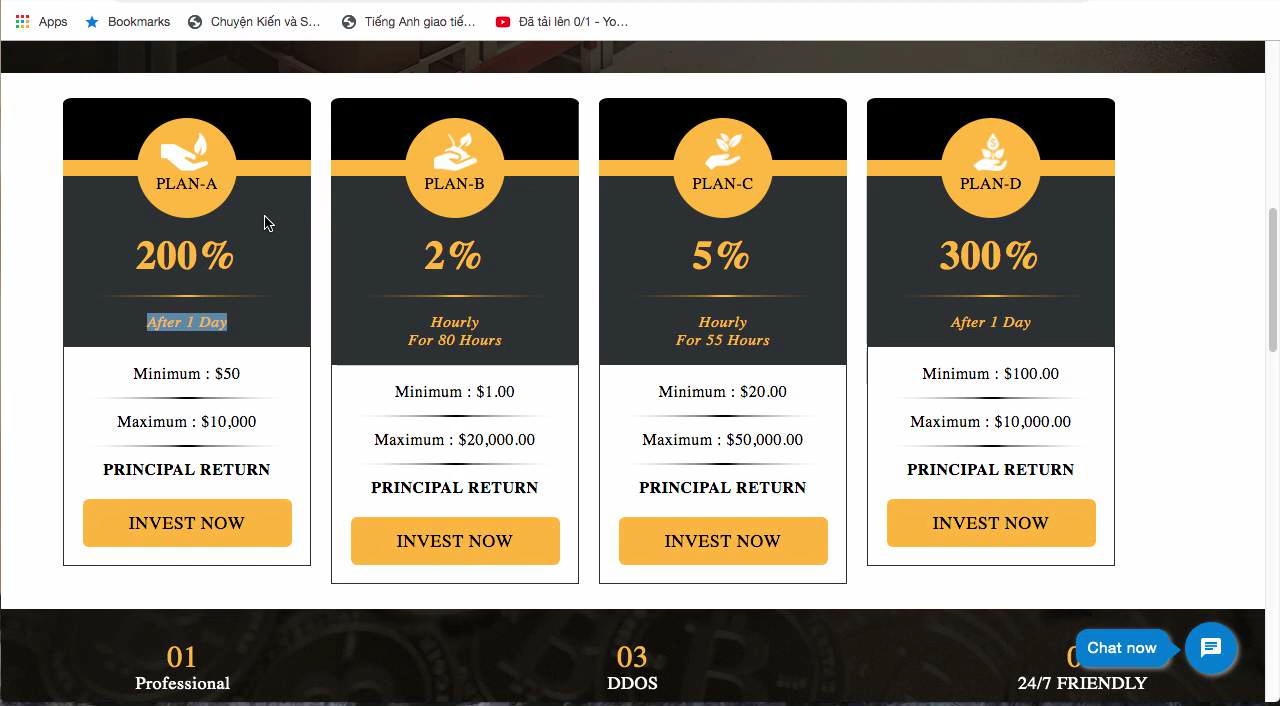 Apps
Bookmarks
Chuyện Kiến và S...
Tiếng Anh giao tiế...
Đã tải lên 0/1 - Yo...
PLAN-A
200%
After 1 Day
Minimum : $50
Maximum : $10,000
PRINCIPAL RETURN
INVEST NOW
PLAN-B
2%
Hourly
For 80 Hours
Minimum : $1.00
Maximum : $20,000.00
PRINCIPAL RETURN
INVEST NOW
PLAN-C
5%
Hourly
For 55 Hours
Minimum : $20.00
Maximum : $50,000.00
PRINCIPAL RETURN
INVEST NOW
PLAN-D
300%
After 1 Day
Minimum : $100.00
Maximum : $10,000.00
PRINCIPAL RETURN
INVEST NOW
01
Professional
03
DDOS
24/7 FRIENDLY
Chat now